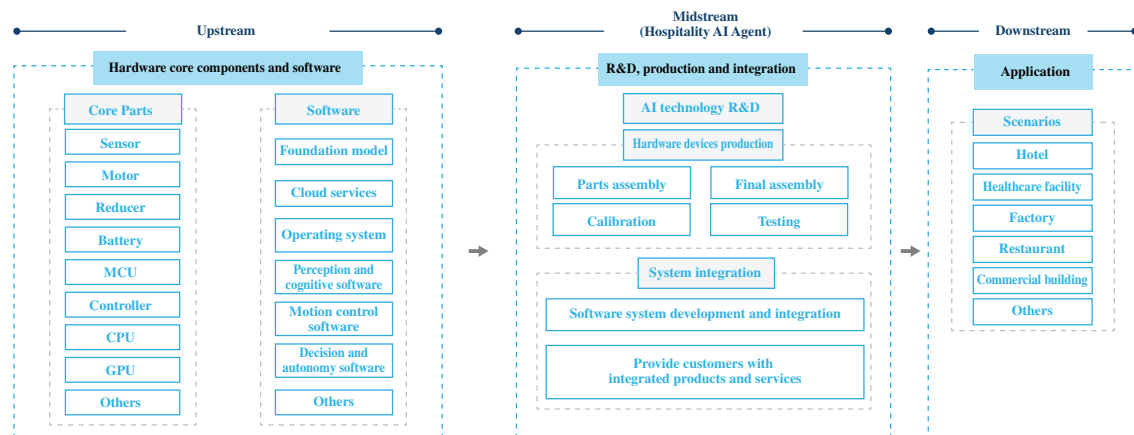 Upstream
Hardware core components and software
Core Parts
Sensor
Motor
Reducer
Battery
MCU
Controller
CPU
GPU
Others
Software
Foundation model
Cloud services
Operating system
Perception and
cognitive software
Motion control
software
Decision and
autonomy software
Others
Midstream
(Hospitality AI Agent)
R&D, production and integration
AI technology R&D
Hardware devices production
Parts assembly
Final assembly
Calibration
Testing
System integration
Software system development and integration
Provide customers with
integrated products and services
Downstream
Application
Scenarios
Hotel
Healthcare facility
Factory
Restaurant
Commercial building
Others